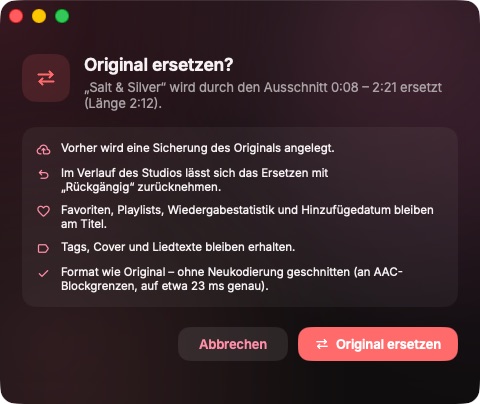 Original ersetzen?
„Salt & Silver“ wird durch den Ausschnitt 0:08 – 2:21 ersetzt
(Länge 2:12).
Vorher wird eine Sicherung des Originals angelegt.
Im Verlauf des Studios lässt sich das Ersetzen mit
„Rückgängig“ zurücknehmen.
Favoriten, Playlists, Wiedergabestatistik und Hinzufügedatum bleiben
am Titel.
Tags, Cover und Liedtexte bleiben erhalten.
Format wie Original – ohne Neukodierung geschnitten (an AAC-
Blockgrenzen, auf etwa 23 ms genau).
Abbrechen
Original ersetzen